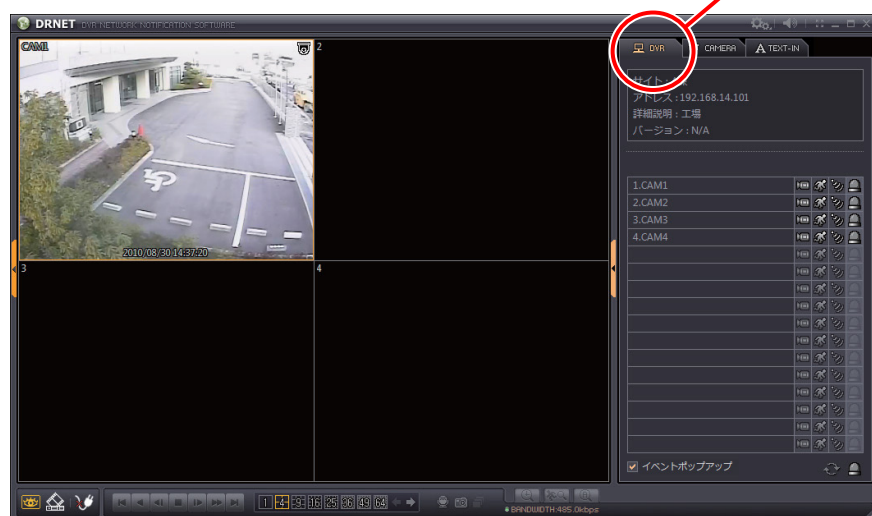 DRNET DVR NETWORK NOTIFICATION SOFTWARE
CAM1
2
2010/08/30 14:37:20
3
4
DVR
CAMERA
A TEXT-IN
サイト :
アドレス : 192.168.14.101
詳細説明 : 工場
バージョン : N/A
1.CAM1
2.CAM2
3.CAM3
4.CAM4
イベントポップアップ
1 4 9 16 25 36 49 64
BANDWIDTH:485.0kbps